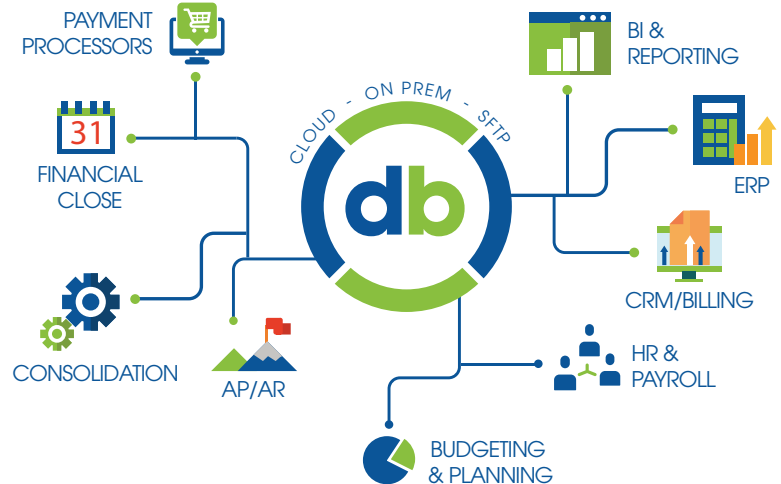 PAYMENT
PROCESSORS
BI &
REPORTING
CLOUD - ON PREM - SFTP
31
FINANCIAL
CLOSE
db
ERP
CRM/BILLING
CONSOLIDATION
AP/AR
HR &
PAYROLL
BUDGETING
& PLANNING